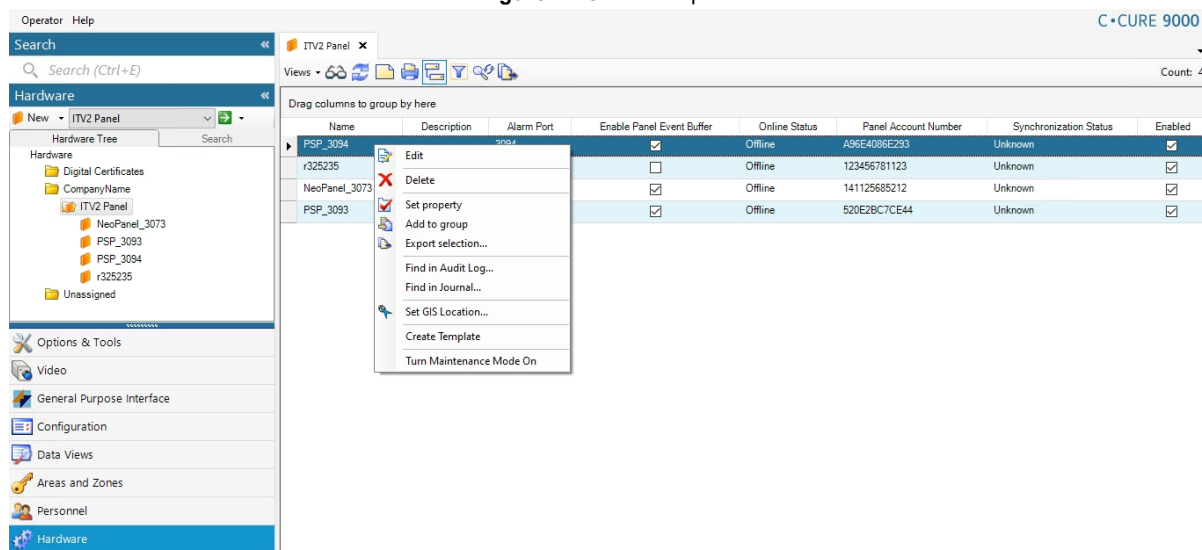 Operator Help
C•CURE 9000
Search
Search (Ctrl+E)
Hardware
New
ITV2 Panel
Hardware Tree
Search
Hardware
Digital Certificates
CompanyName
ITV2 Panel
NeoPanel_3073
PSP_3093
PSP_3094
r325235
Unassigned
Options & Tools
Video
General Purpose Interface
Configuration
Data Views
Areas and Zones
Personnel
Hardware
ITV2 Panel
Views
Count: 4
Drag columns to group by here
Name Description Alarm Port Enable Panel Event Buffer Online Status Panel Account Number Synchronization Status Enabled
PSP_3094 3094 Offline A96E4086E293 Unknown
r325235 Offline 123456781123 Unknown
NeoPanel_3073 Offline 141125685212 Unknown
PSP_3093 Offline 520E2BC7CE44 Unknown
Edit
Delete
Set property
Add to group
Export selection...
Find in Audit Log...
Find in Journal...
Set GIS Location...
Create Template
Turn Maintenance Mode On